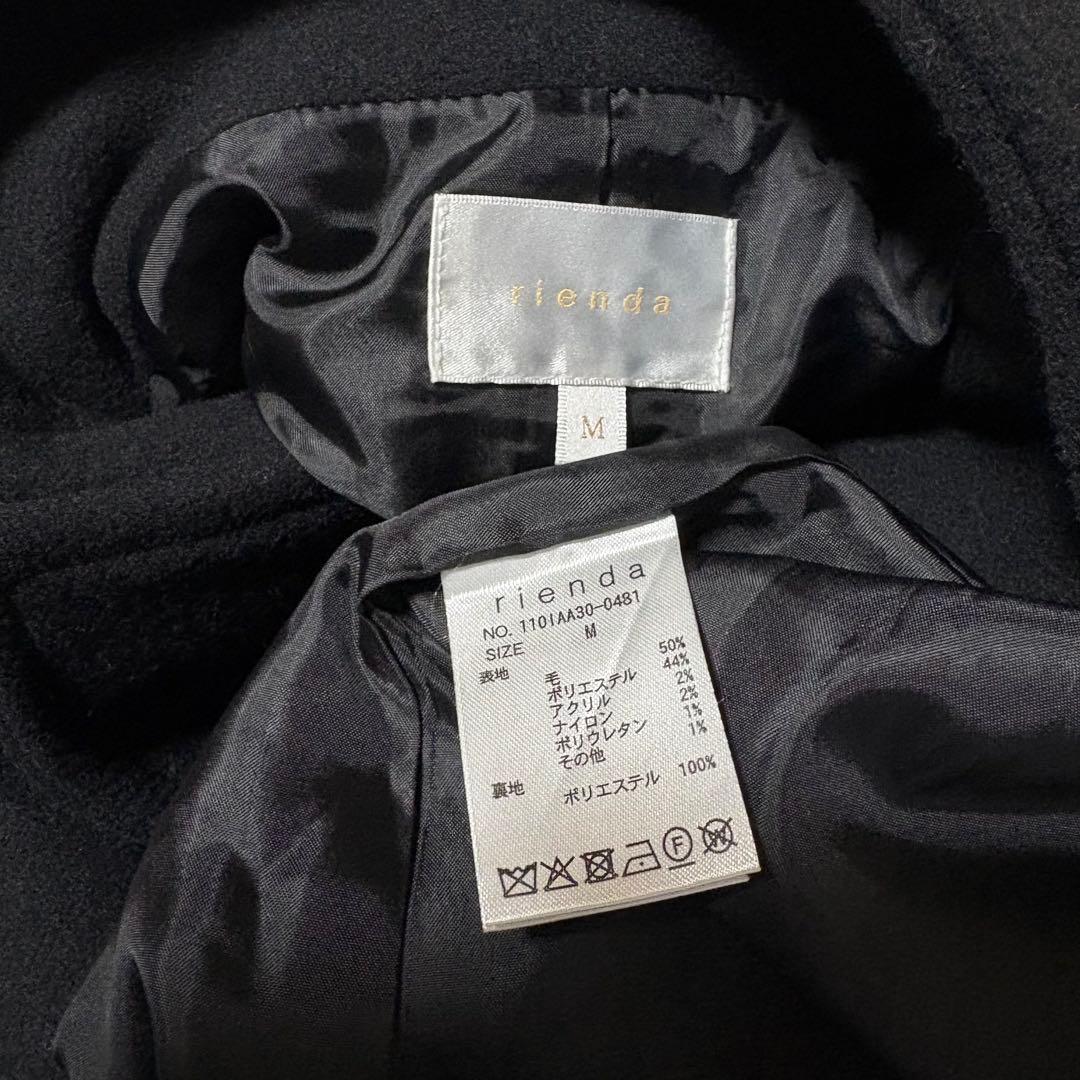 rienda
M
rienda
NO. 110IAA30-0481
SIZE M
表地 毛 50%
ポリエステル 44%
アクリル 2%
ナイロン 2%
ポリウレタン 1%
その他 1%
裏地 ポリエステル 100%
F W